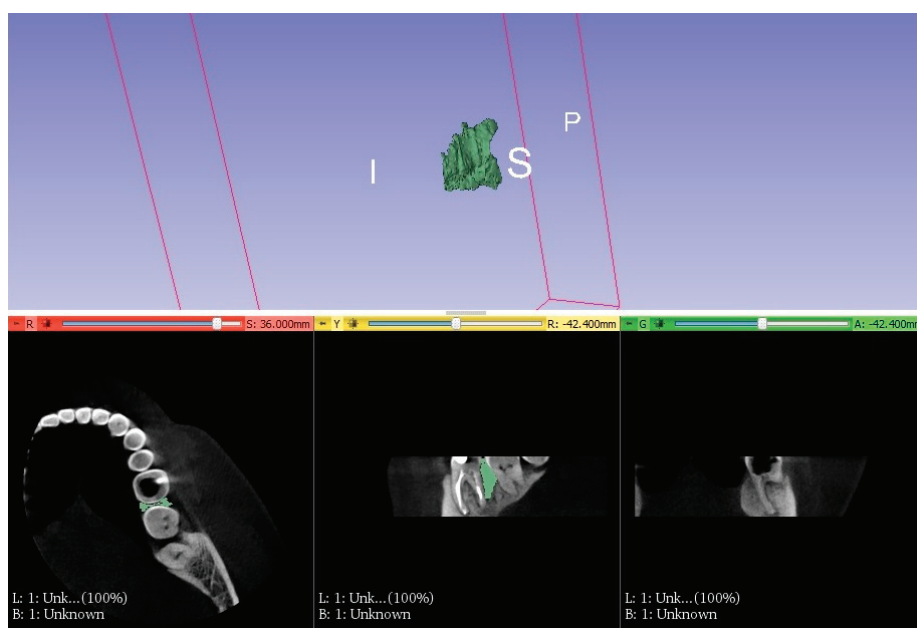 P
I
S
R S: 36.000mm
Y R: -42.400mm
G A: -42.400mm
L: 1: Unk...(100%)
B: 1: Unknown
L: 1: Unk...(100%)
B: 1: Unknown
L: 1: Unk...(100%)
B: 1: Unknown